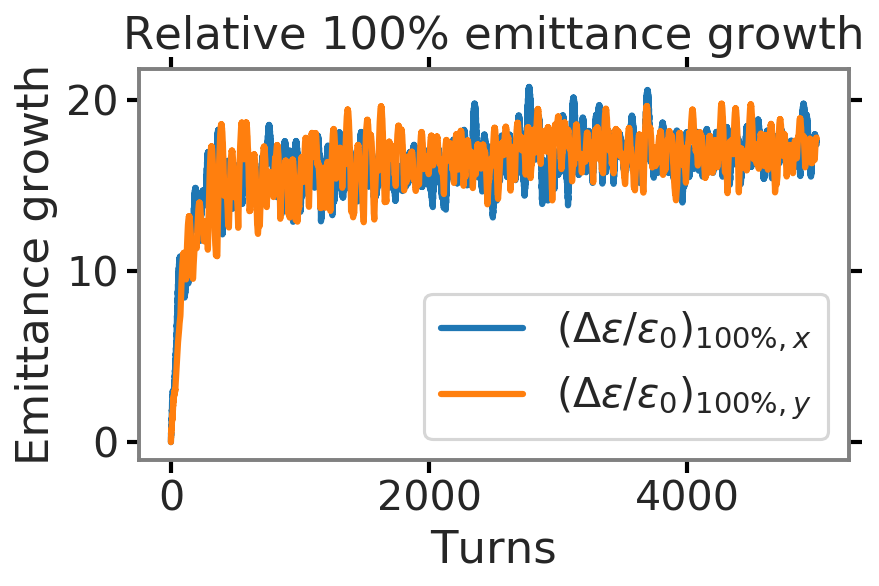 Relative 100% emittance growth
Emittance growth
20
10
0
(Δε/ε₀)₁₀₀%,ₓ
(Δε/ε₀)₁₀₀%,y
0 2000 4000
Turns